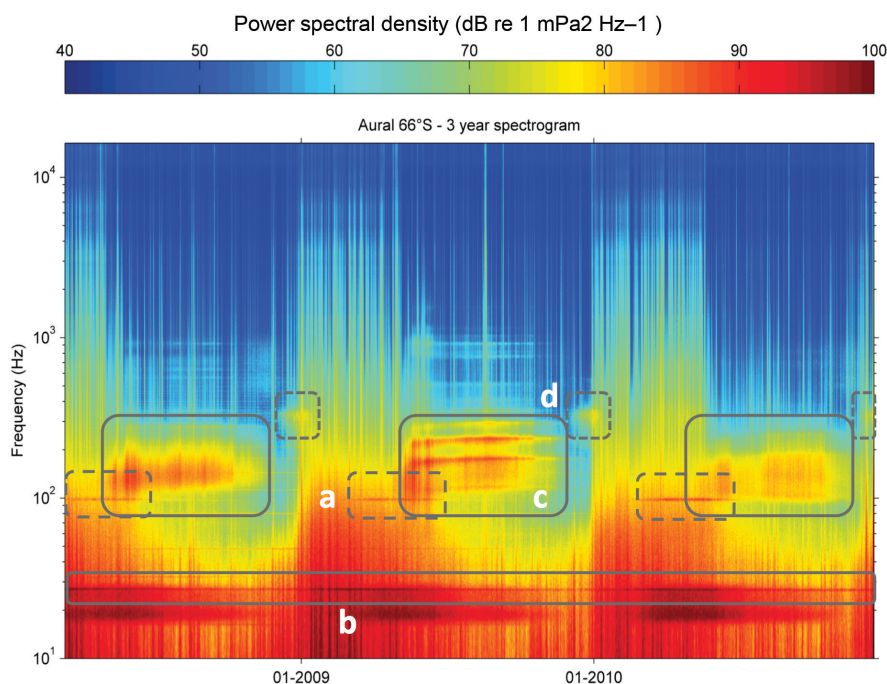 Power spectral density (dB re 1 mPa2 Hz–1 )
40 50 60 70 80 90 100
Aural 66°S - 3 year spectrogram
Frequency (Hz)
10⁴
10³
10²
10¹
d
a
c
b
01-2009 01-2010